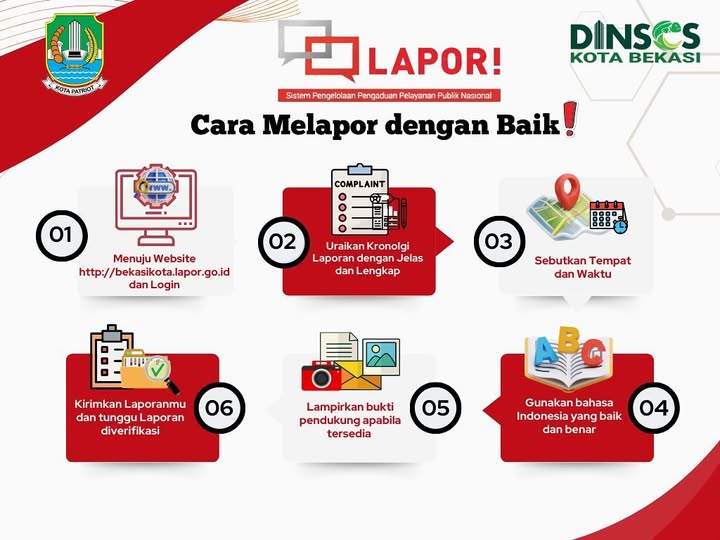 KOTA PATRIOT
LAPOR!
Sistem Pengelolaan Pengaduan Pelayanan Publik Nasional
DINSOS
KOTA BEKASI
Cara Melapor dengan Baik!
01
www.
Menuju Website
http://bekasikota.lapor.go.id
dan Login
02
COMPLAINT
Uraikan Kronolgi
Laporan dengan Jelas
dan Lengkap
03
Sebutkan Tempat
dan Waktu
04
ABC
Gunakan bahasa
Indonesia yang baik
dan benar
05
Lampirkan bukti
pendukung apabila
tersedia
06
Kirimkan Laporanmu
dan tunggu Laporan
diverifikasi